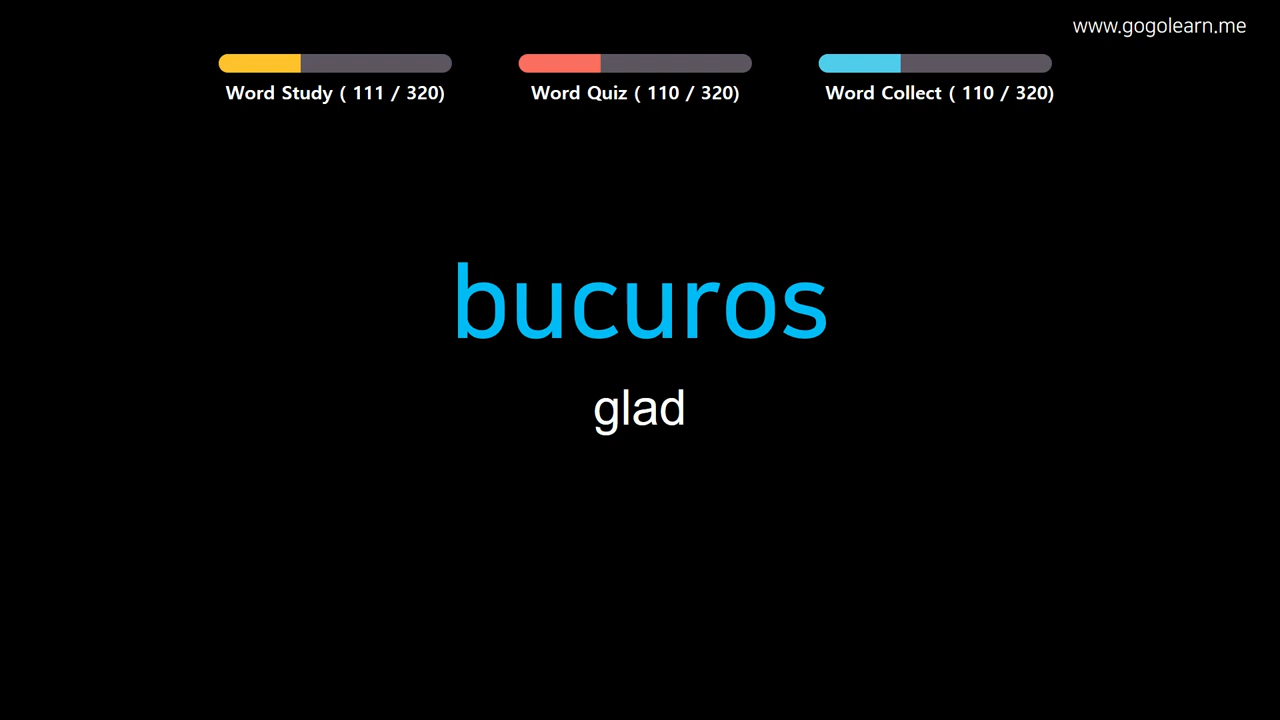 www.gogolearn.me
Word Study ( 111 / 320)
Word Quiz ( 110 / 320)
Word Collect ( 110 / 320)
bucuros
glad